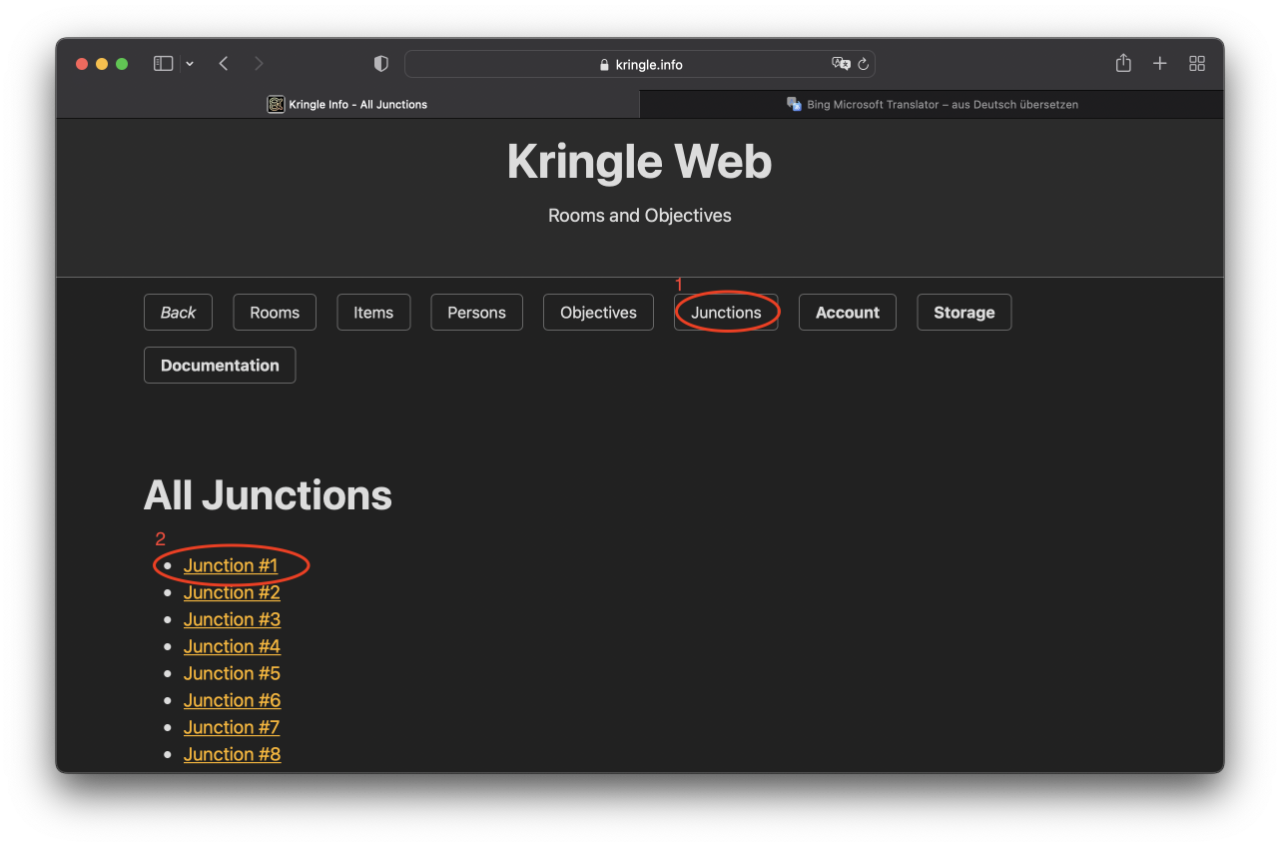 kringle.info
Kringle Info - All Junctions
Bing Microsoft Translator – aus Deutsch übersetzen
Kringle Web
Rooms and Objectives
1
Back Rooms Items Persons Objectives Junctions Account Storage
Documentation
All Junctions
2
Junction #1
Junction #2
Junction #3
Junction #4
Junction #5
Junction #6
Junction #7
Junction #8